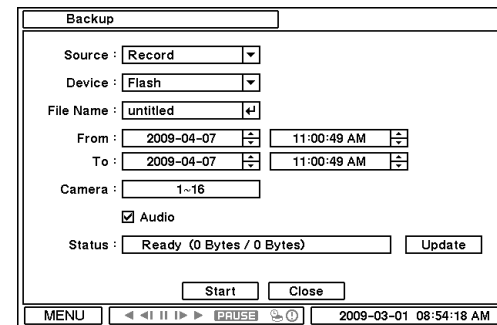 Backup
Source : Record
Device : Flash
File Name : untitled
From : 2009-04-07 11:00:49 AM
To : 2009-04-07 11:00:49 AM
Camera : 1~16
Audio
Status : Ready (0 Bytes / 0 Bytes) Update
Start Close
MENU PAUSE 2009-03-01 08:54:18 AM